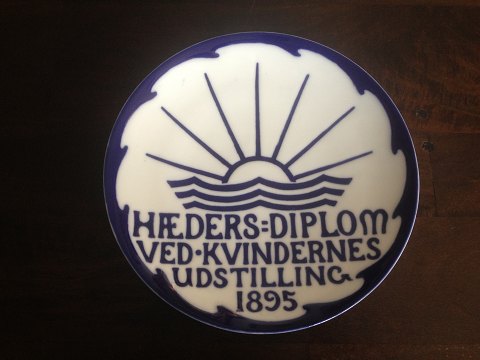 HÆDERS=DIPLOM
VED·KVINDERNES
UDSTILLING
1895